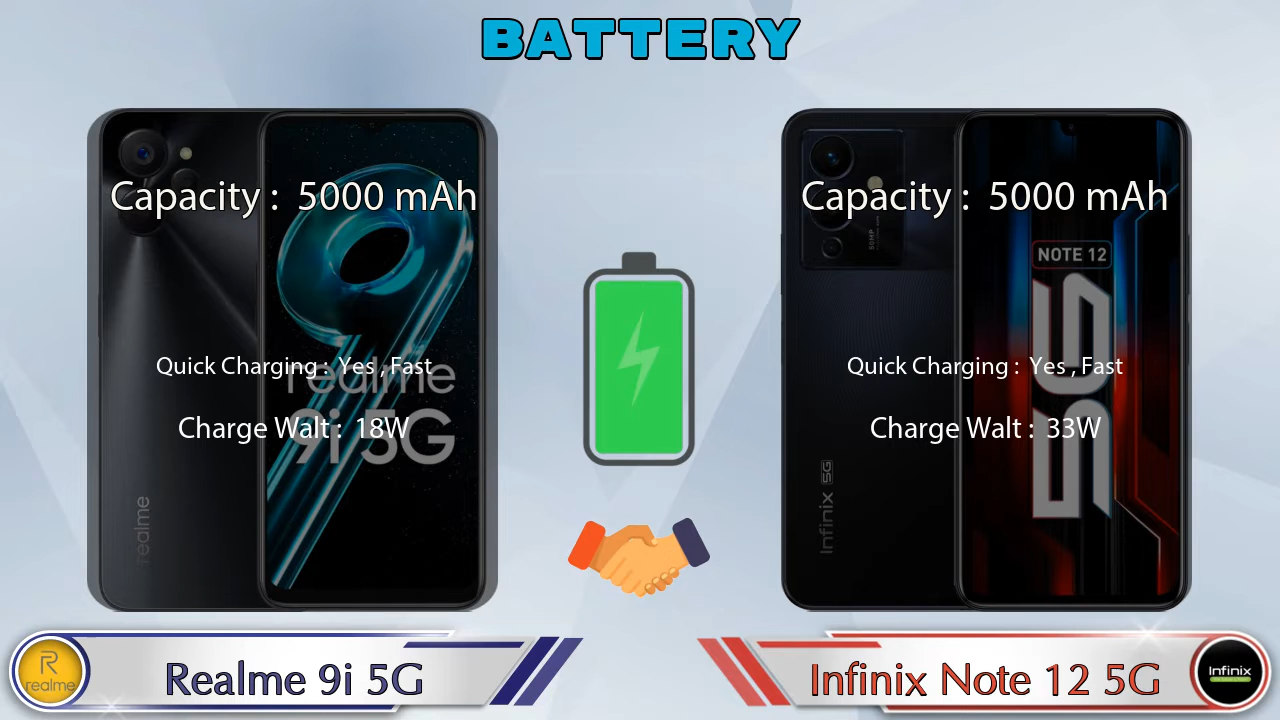 BATTERY
Capacity : 5000 mAh
Quick Charging : Yes , Fast
Charge Walt : 18W
realme
9i 5G
realme
Capacity : 5000 mAh
NOTE 12
5G
50MP
Quick Charging : Yes , Fast
Charge Walt : 33W
Infinix 5G
R
realme
Realme 9i 5G
Infinix Note 12 5G
Infinix